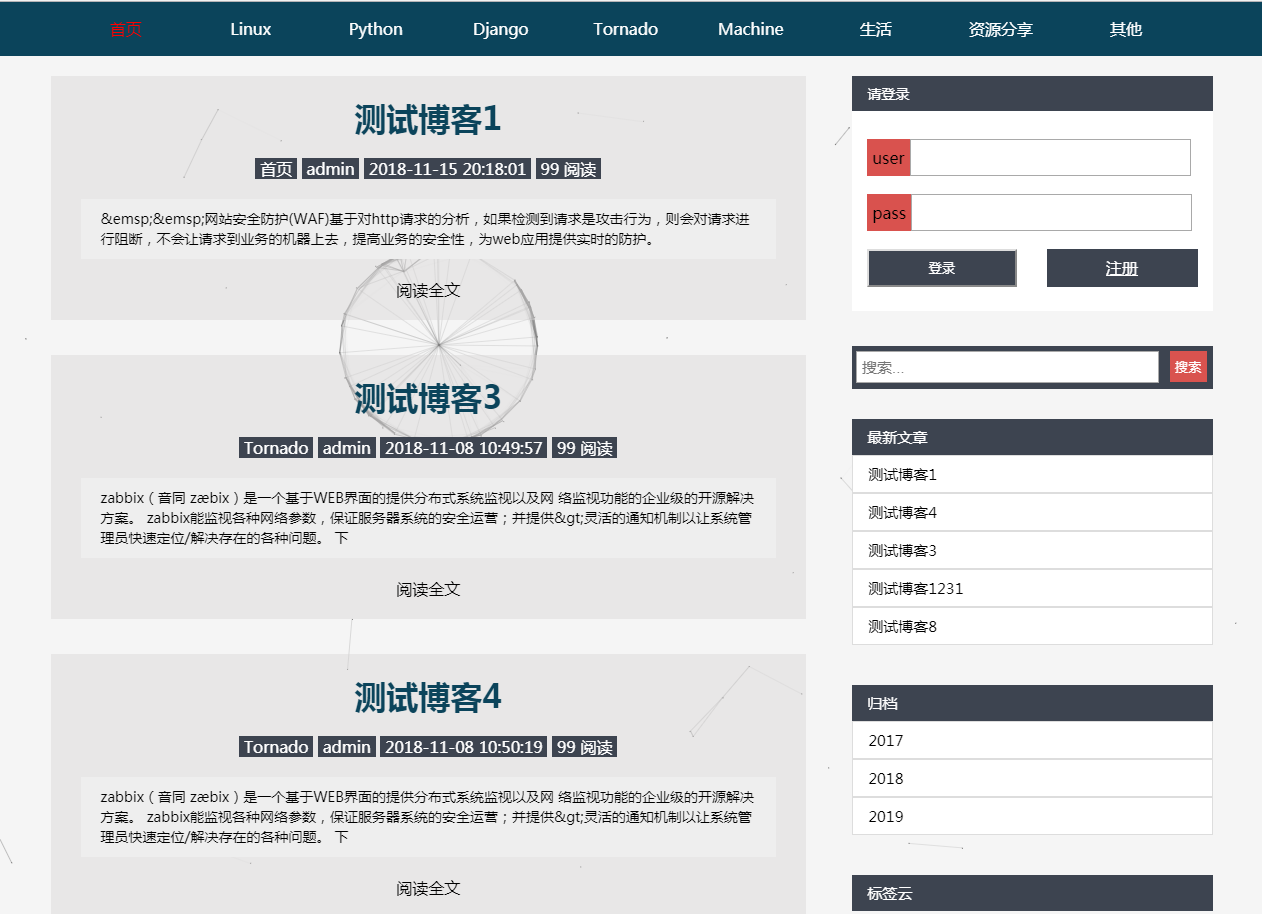 首页 Linux Python Django Tornado Machine 生活 资源分享 其他
测试博客1
首页 admin 2018-11-15 20:18:01 99 阅读
&emsp;&emsp;网站安全防护(WAF)基于对http请求的分析，如果检测到请求是攻击行为，则会对请求进
行阻断，不会让请求到业务的机器上去，提高业务的安全性，为web应用提供实时的防护。
阅读全文
测试博客3
Tornado admin 2018-11-08 10:49:57 99 阅读
zabbix（音同 zæbix）是一个基于WEB界面的提供分布式系统监视以及网 络监视功能的企业级的开源解决
方案。 zabbix能监视各种网络参数，保证服务器系统的安全运营；并提供&gt;灵活的通知机制以让系统管
理员快速定位/解决存在的各种问题。 下
阅读全文
测试博客4
Tornado admin 2018-11-08 10:50:19 99 阅读
zabbix（音同 zæbix）是一个基于WEB界面的提供分布式系统监视以及网 络监视功能的企业级的开源解决
方案。 zabbix能监视各种网络参数，保证服务器系统的安全运营；并提供&gt;灵活的通知机制以让系统管
理员快速定位/解决存在的各种问题。 下
阅读全文
请登录
user
pass
登录 注册
搜索... 搜索
最新文章
测试博客1
测试博客4
测试博客3
测试博客1231
测试博客8
归档
2017
2018
2019
标签云